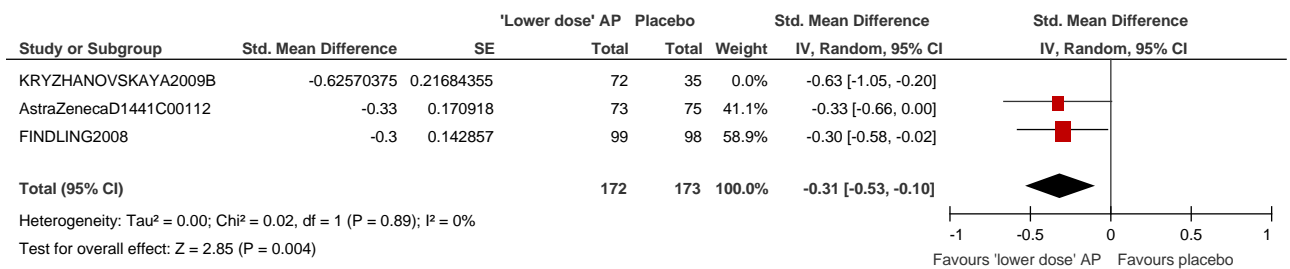 'Lower dose' AP Placebo Std. Mean Difference Std. Mean Difference
Study or Subgroup Std. Mean Difference SE Total Total Weight IV, Random, 95% CI IV, Random, 95% CI
KRYZHANOVSKAYA2009B -0.62570375 0.21684355 72 35 0.0% -0.63 [-1.05, -0.20]
AstraZenecaD1441C00112 -0.33 0.170918 73 75 41.1% -0.33 [-0.66, 0.00]
FINDLING2008 -0.3 0.142857 99 98 58.9% -0.30 [-0.58, -0.02]
Total (95% CI) 172 173 100.0% -0.31 [-0.53, -0.10]
Heterogeneity: Tau² = 0.00; Chi² = 0.02, df = 1 (P = 0.89); I² = 0%
Test for overall effect: Z = 2.85 (P = 0.004)
-1 -0.5 0 0.5 1
Favours 'lower dose' AP Favours placebo